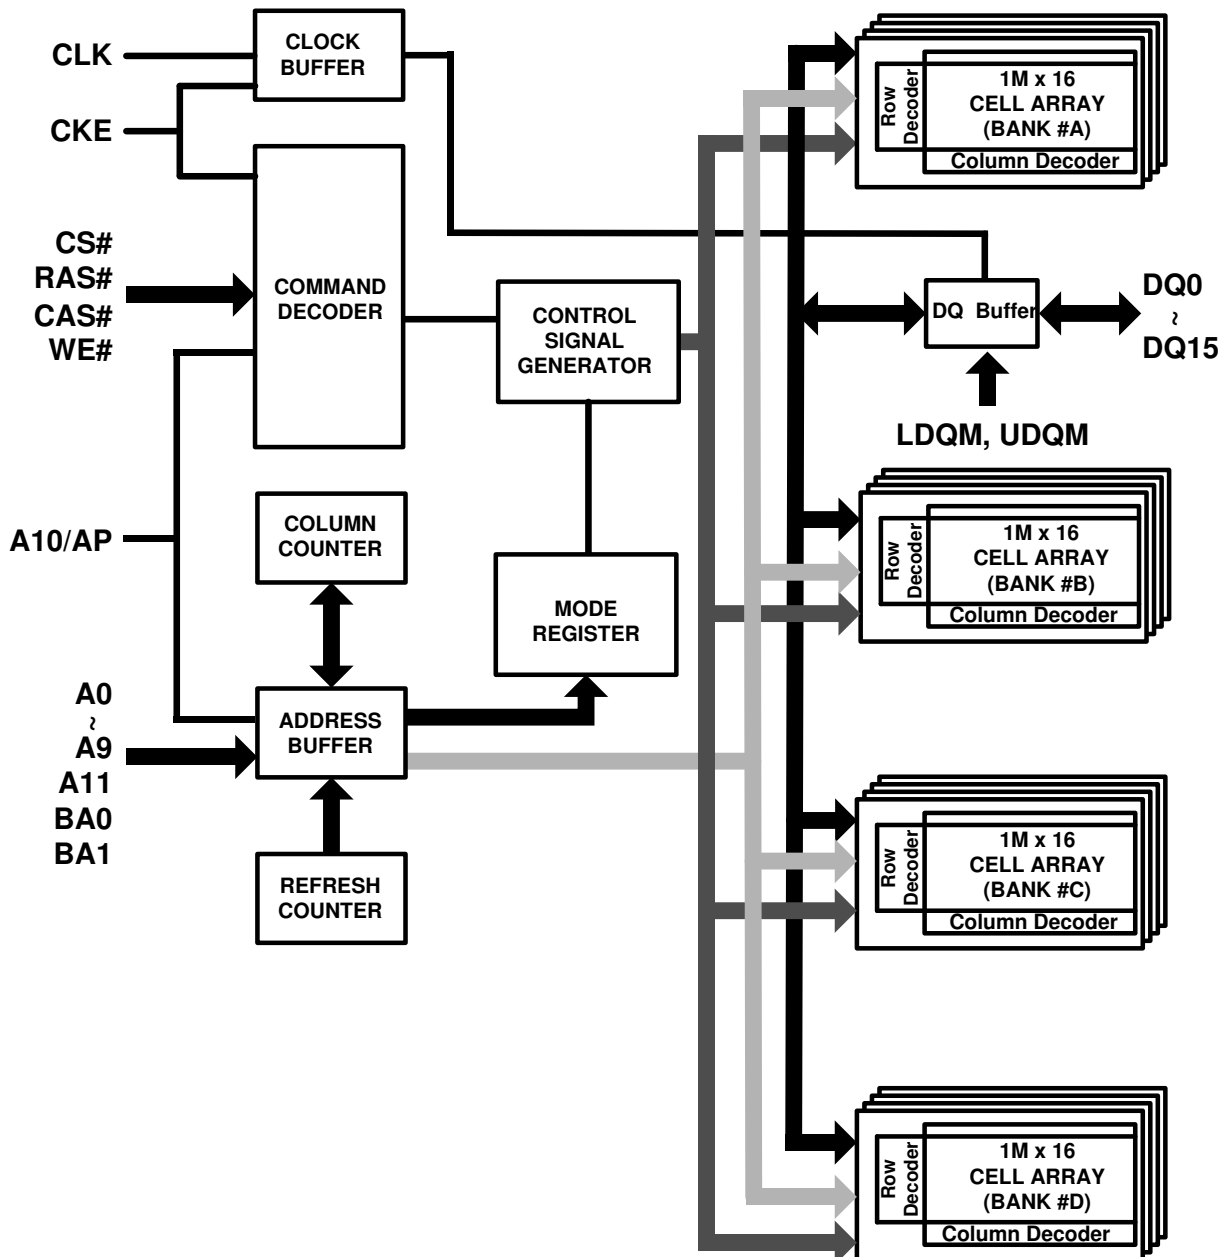 CLK
CKE
CS#
RAS#
CAS#
WE#
A10/AP
A0
~
A9
A11
BA0
BA1
CLOCK
BUFFER
COMMAND
DECODER
COLUMN
COUNTER
ADDRESS
BUFFER
REFRESH
COUNTER
CONTROL
SIGNAL
GENERATOR
MODE
REGISTER
Row
Decoder
1M x 16
CELL ARRAY
(BANK #A)
Column Decoder
DQ Buffer
DQ0
~
DQ15
LDQM, UDQM
Row
Decoder
1M x 16
CELL ARRAY
(BANK #B)
Column Decoder
Row
Decoder
1M x 16
CELL ARRAY
(BANK #C)
Column Decoder
Row
Decoder
1M x 16
CELL ARRAY
(BANK #D)
Column Decoder